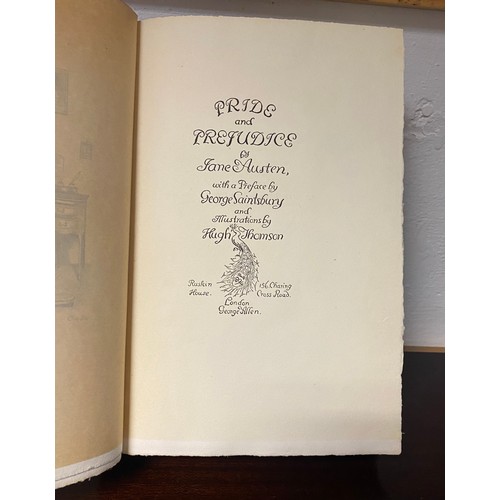 PRIDE
and
PREJUDICE
by
Jane Austen,
with a Preface by
George Saintsbury
and
Illustrations by
Hugh Thomson
Ruskin 156. Charing
House. Cross Road.
London
George Allen.